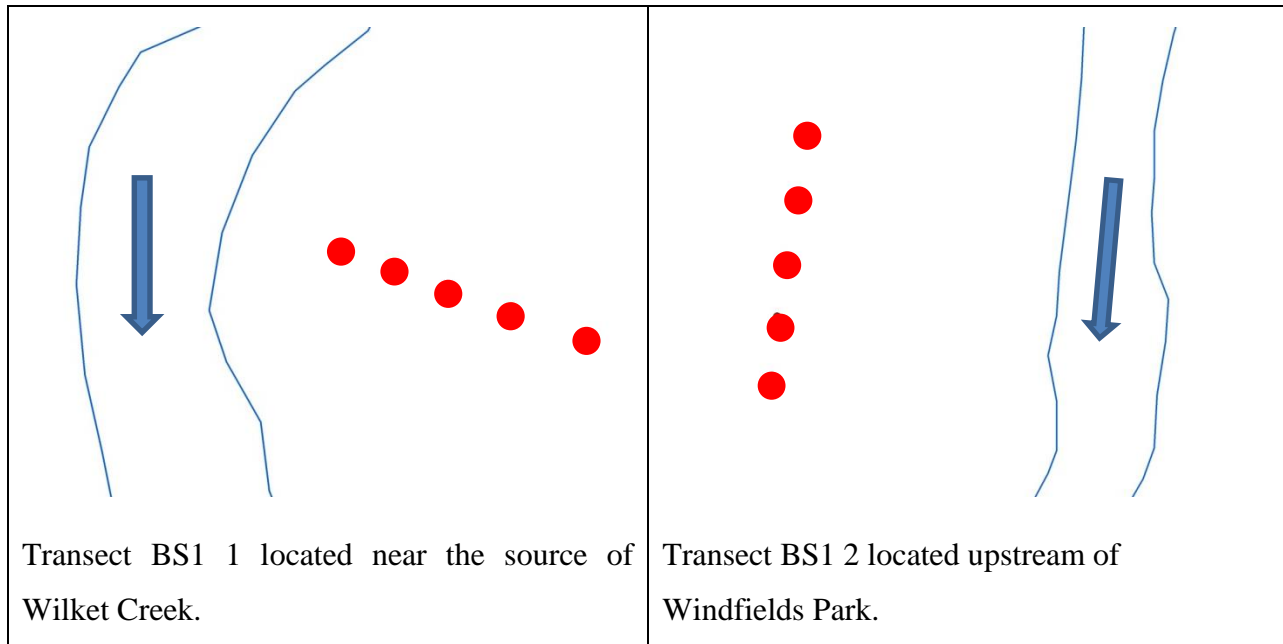 Transect BS1 1 located near the source of
Wilket Creek.
Transect BS1 2 located upstream of
Windfields Park.